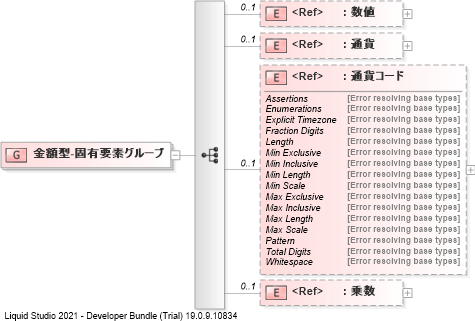 0..1
E <Ref> : 数値
0..1
E <Ref> : 通貨
E <Ref> : 通貨コード
Assertions [Error resolving base types]
Enumerations [Error resolving base types]
Explicit Timezone [Error resolving base types]
Fraction Digits [Error resolving base types]
Length [Error resolving base types]
Min Exclusive [Error resolving base types]
G 金額型-固有要素グループ
Min Inclusive [Error resolving base types]
0..1
Min Length [Error resolving base types]
Min Scale [Error resolving base types]
Max Exclusive [Error resolving base types]
Max Inclusive [Error resolving base types]
Max Length [Error resolving base types]
Max Scale [Error resolving base types]
Pattern [Error resolving base types]
Total Digits [Error resolving base types]
Whitespace [Error resolving base types]
0..1
E <Ref> : 乗数
Liquid Studio 2021 - Developer Bundle (Trial) 19.0.9.10834